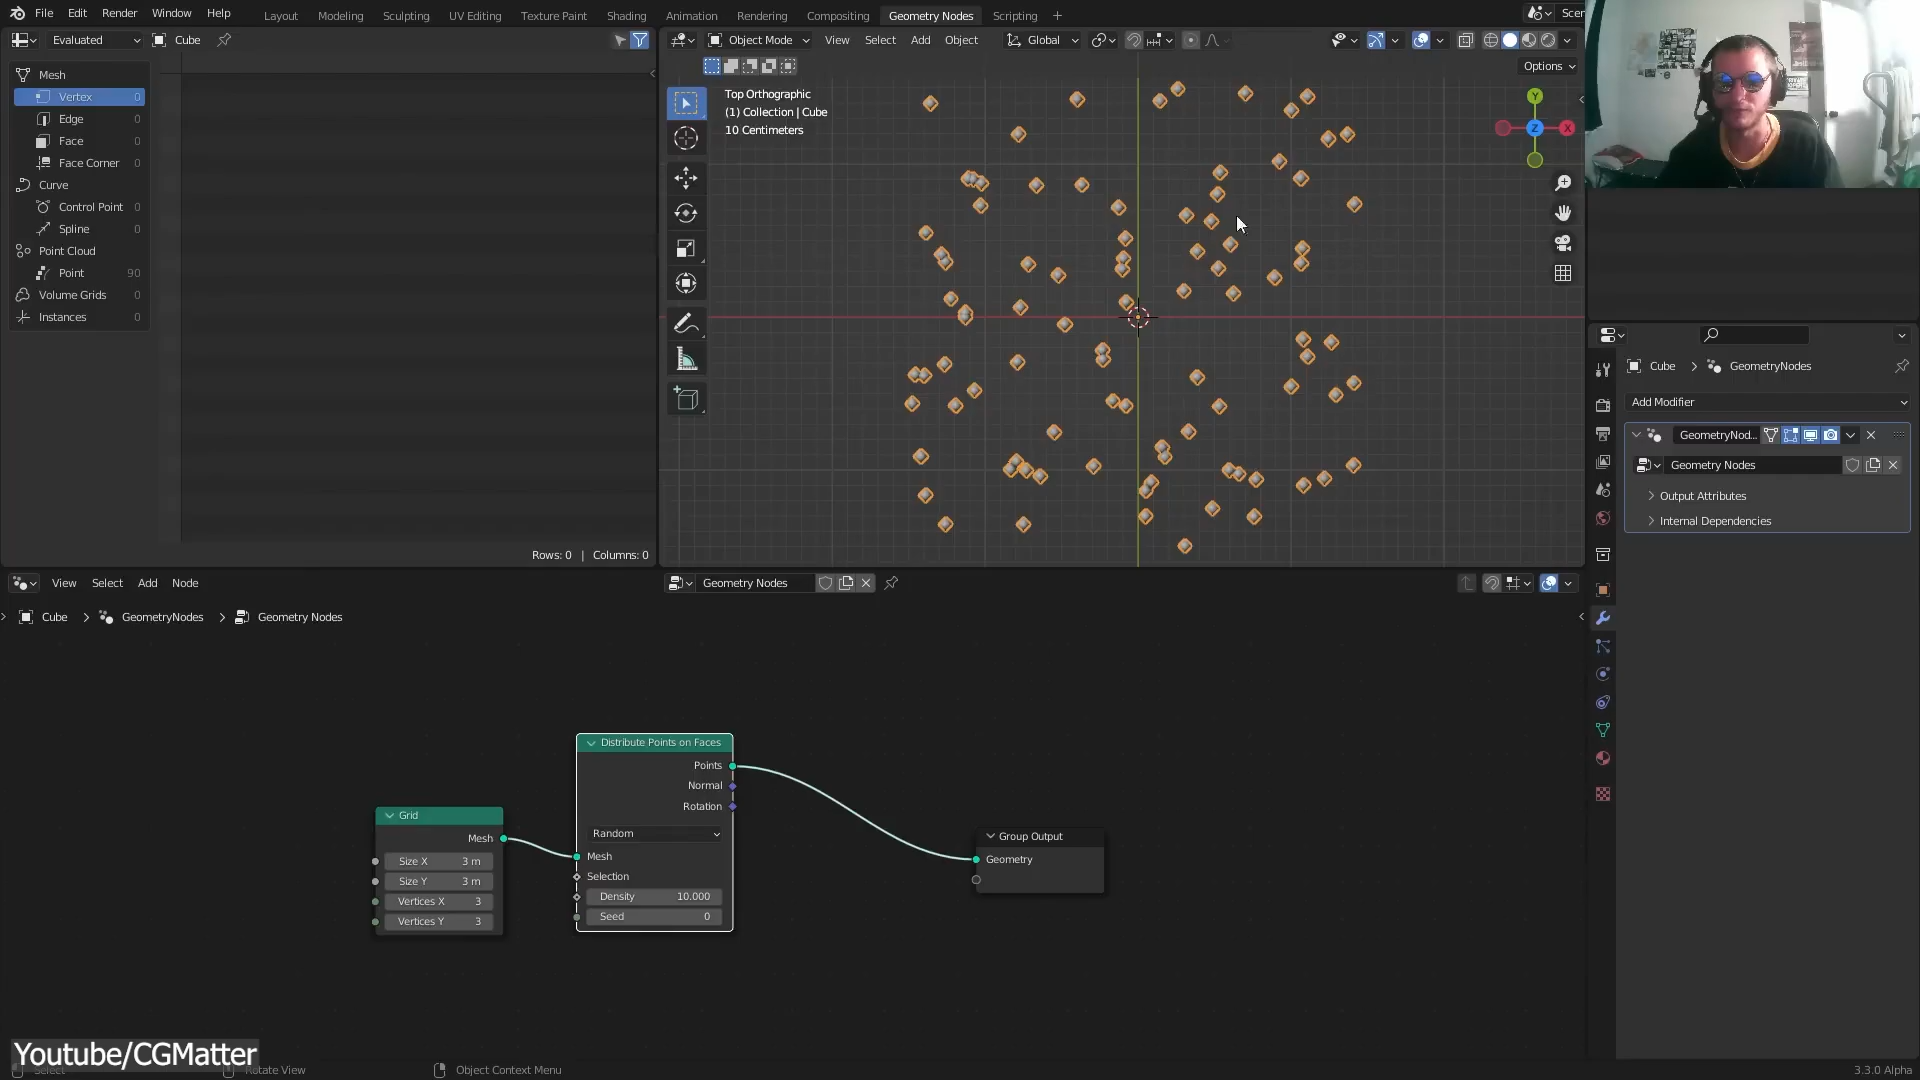 File Edit Render Window Help Layout Modeling Sculpting UV Editing Texture Paint Shading Animation Rendering Compositing Geometry Nodes Scripting + Scer
Evaluated Cube
Object Mode View Select Add Object Global
Options
Mesh
Vertex 0
Edge 0
Face 0
Face Corner 0
Curve
Control Point 0
Spline 0
Point Cloud
Point 90
Volume Grids 0
Instances 0
Rows: 0 | Columns: 0
Top Orthographic
(1) Collection | Cube
10 Centimeters
Y
Z
X
Cube > GeometryNodes
Add Modifier
GeometryNod...
Geometry Nodes
Output Attributes
Internal Dependencies
View Select Add Node
Geometry Nodes
Cube > GeometryNodes > Geometry Nodes
Grid
Mesh
Size X 3 m
Size Y 3 m
Vertices X 3
Vertices Y 3
Distribute Points on Faces
Points
Normal
Rotation
Random
Mesh
Selection
Density 10.000
Seed 0
Group Output
Geometry
Youtube/CGMatter
Select Rotate View Object Context Menu
3.3.0 Alpha